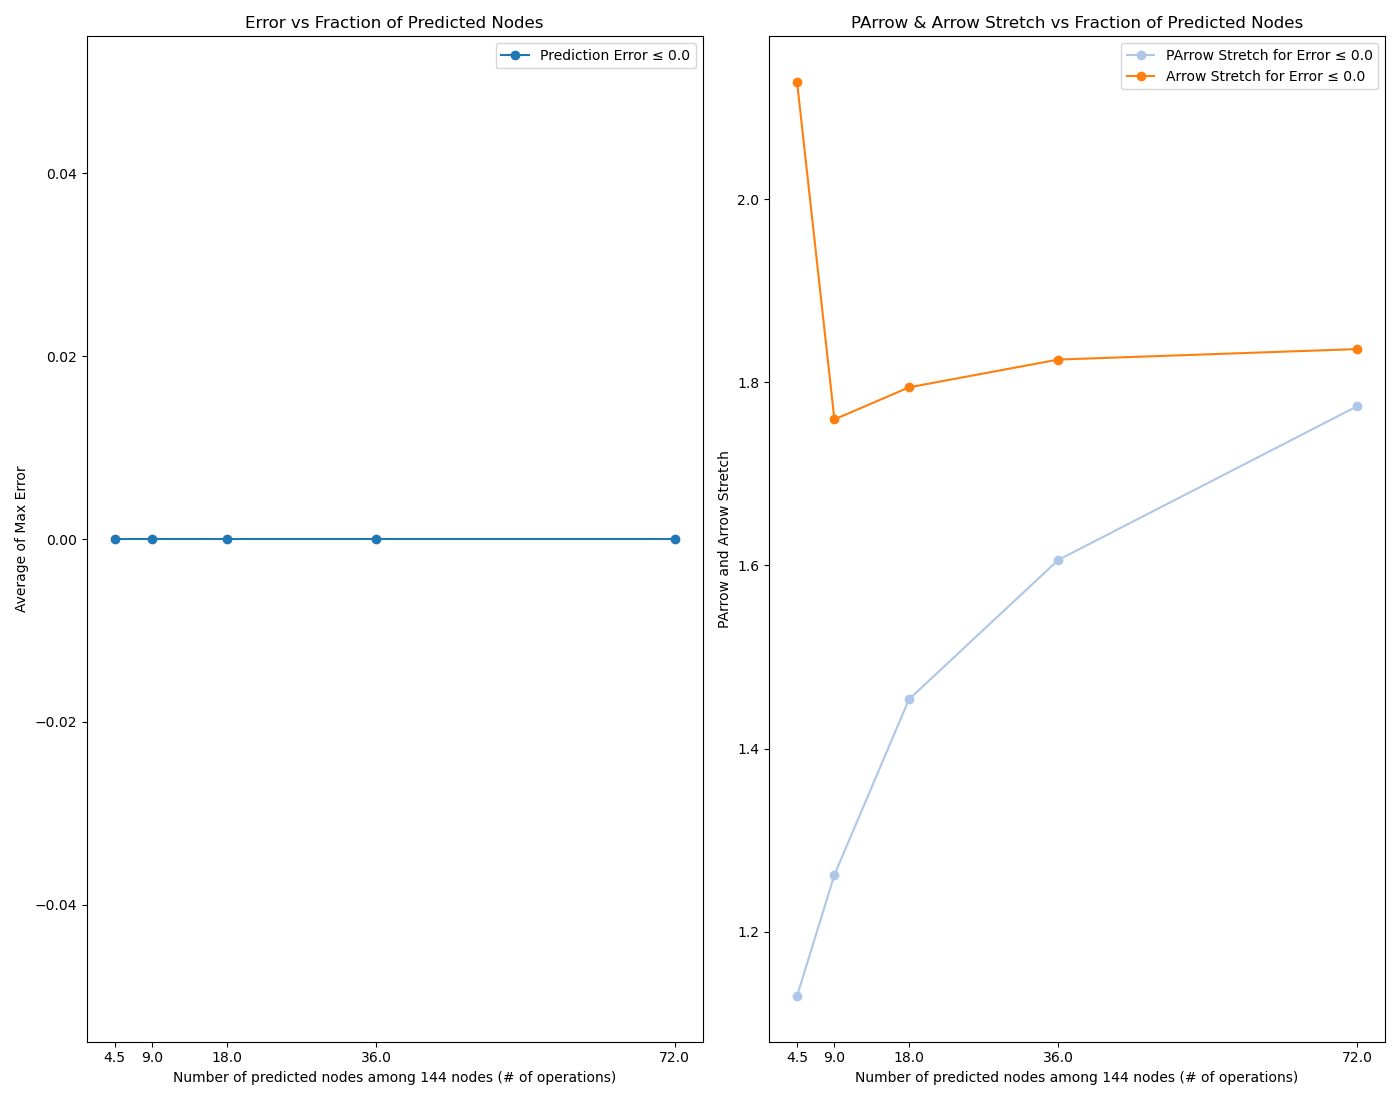 Error vs Fraction of Predicted Nodes
Prediction Error ≤ 0.0
Average of Max Error
0.04
0.02
0.00
−0.02
−0.04
4.5 9.0 18.0 36.0 72.0
Number of predicted nodes among 144 nodes (# of operations)
PArrow & Arrow Stretch vs Fraction of Predicted Nodes
PArrow Stretch for Error ≤ 0.0
Arrow Stretch for Error ≤ 0.0
PArrow and Arrow Stretch
2.0
1.8
1.6
1.4
1.2
4.5 9.0 18.0 36.0 72.0
Number of predicted nodes among 144 nodes (# of operations)